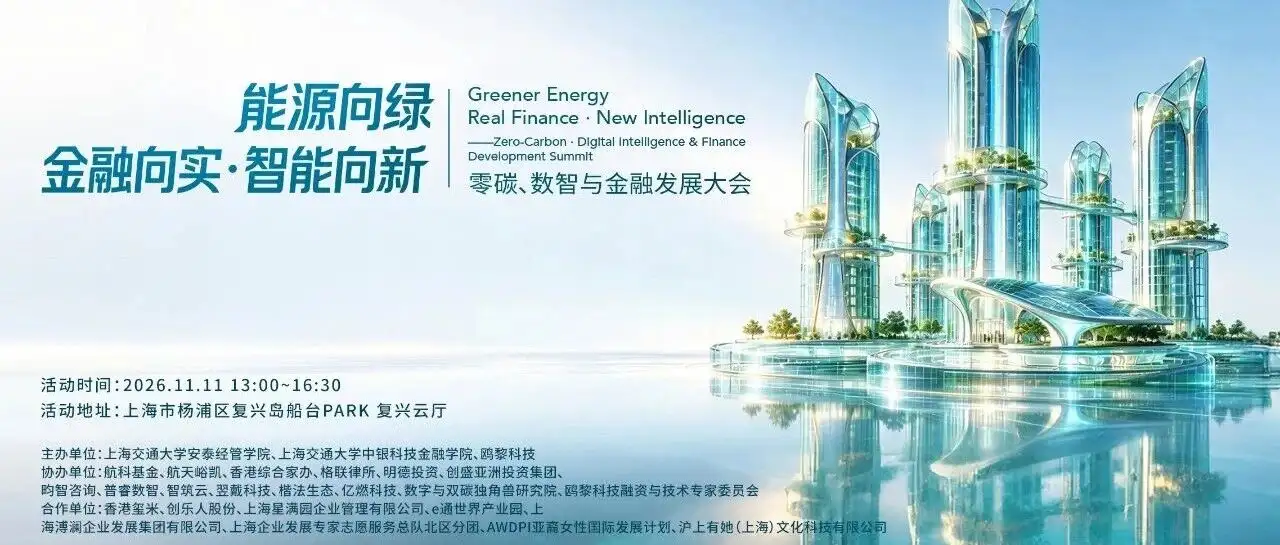 能源向绿
金融向实·智能向新
Greener Energy
Real Finance · New Intelligence
——Zero-Carbon · Digital Intelligence & Finance
Development Summit
零碳、数智与金融发展大会
活动时间:2026.11.11 13:00~16:30
活动地址:上海市杨浦区复兴岛船台PARK 复兴云厅
主办单位:上海交通大学安泰经管学院、上海交通大学中银科技金融学院、鸥黎科技
协办单位:航科基金、航天峪凯、香港综合家办、格联律所、明德投资、创盛亚洲投资集团、
昀智咨询、普睿数智、智筑云、翌戴科技、楷法生态、亿燃科技、数字与双碳独角兽研究院、鸥黎科技融资与技术专家委员会
合作单位:香港玺米、创乐人股份、上海星满园企业管理有限公司、e通世界产业园、上
海溥澜企业发展集团有限公司、上海企业发展专家志愿服务总队北区分团、AWDPI亚裔女性国际发展计划、沪上有她(上海)文化科技有限公司